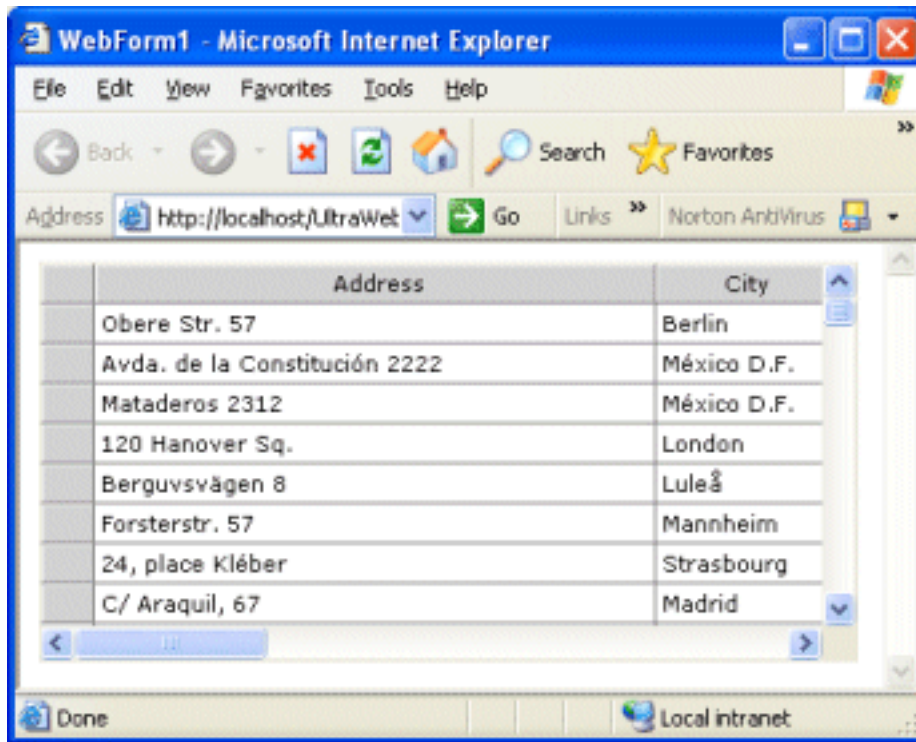 WebForm1 - Microsoft Internet Explorer
File Edit View Favorites Tools Help
Back Search Favorites
Address http://localhost/UltraWeb Go Links Norton AntiVirus
Address City
Obere Str. 57 Berlin
Avda. de la Constitución 2222 México D.F.
Mataderos 2312 México D.F.
120 Hanover Sq. London
Berguvsvägen 8 Luleå
Forsterstr. 57 Mannheim
24, place Kléber Strasbourg
C/ Araquil, 67 Madrid
Done Local intranet